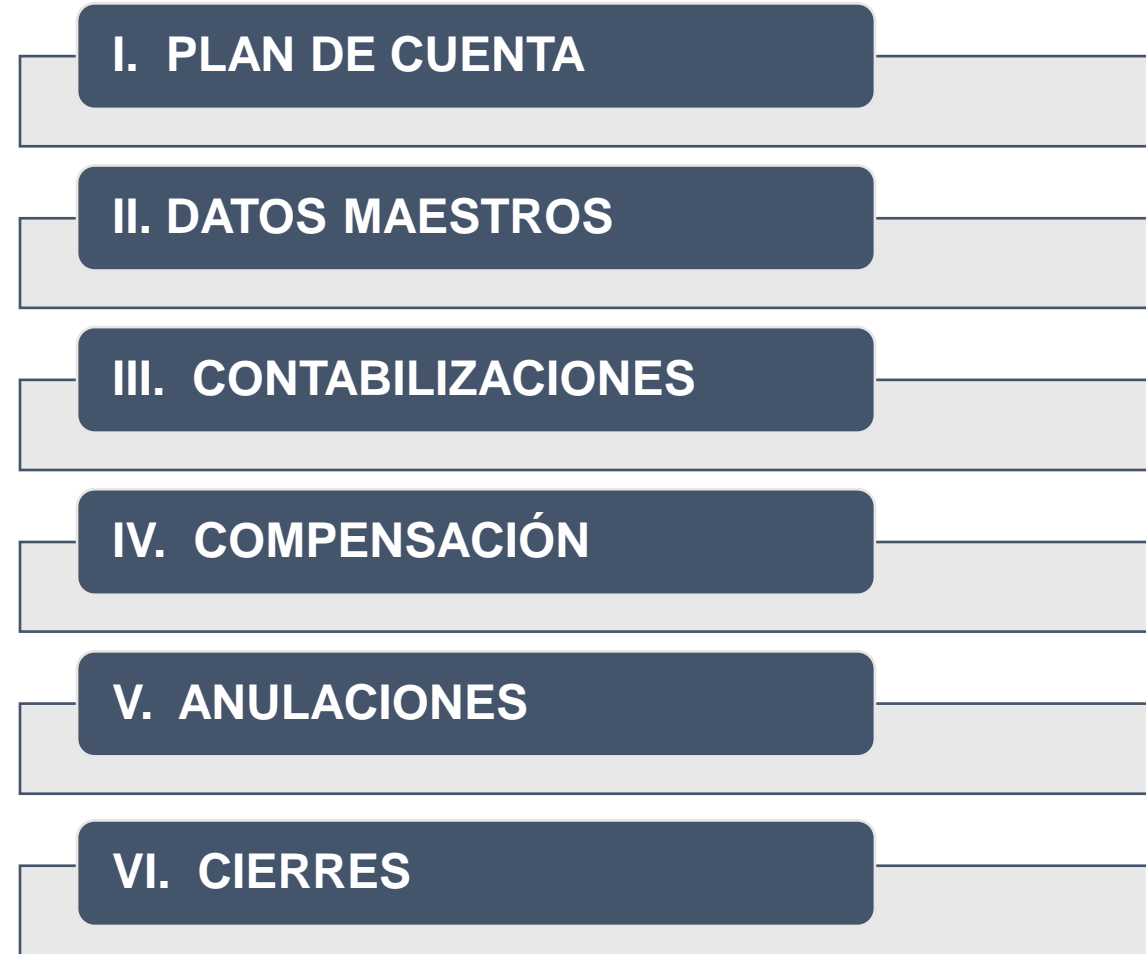 I. PLAN DE CUENTA
II. DATOS MAESTROS
III. CONTABILIZACIONES
IV. COMPENSACIÓN
V. ANULACIONES
VI. CIERRES